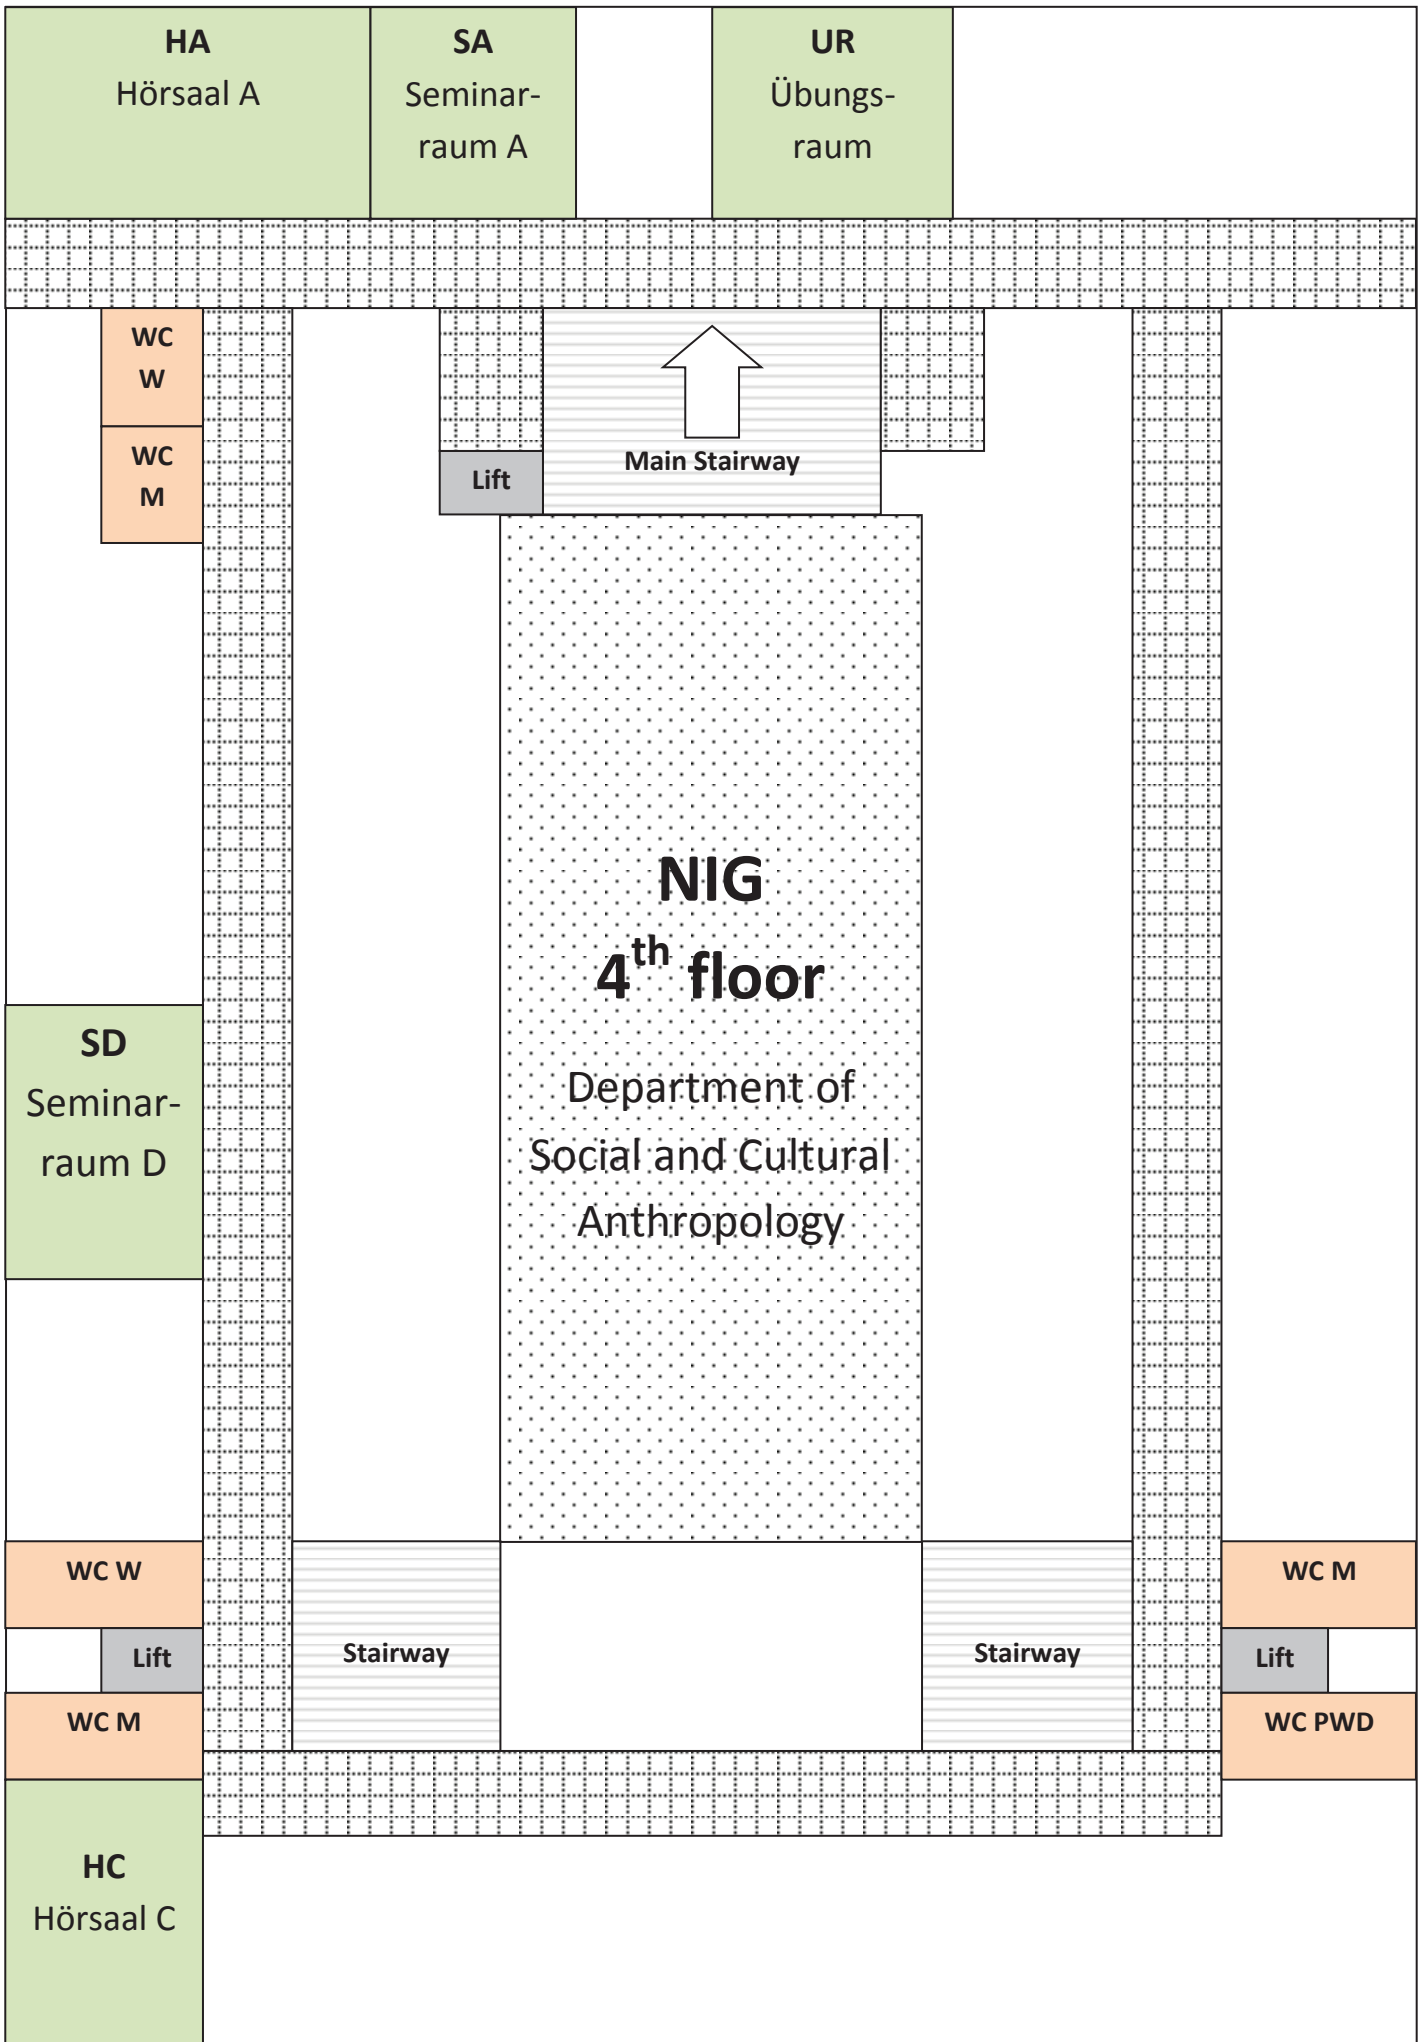 HA
Hörsaal A
SA
Seminar-
raum A
UR
Übungs-
raum
WC
W
WC
M
Lift
Main Stairway
NIG
4th floor
Department of
Social and Cultural
Anthropology
SD
Seminar-
raum D
WC W
Lift
WC M
Stairway
Stairway
WC M
Lift
WC PWD
HC
Hörsaal C